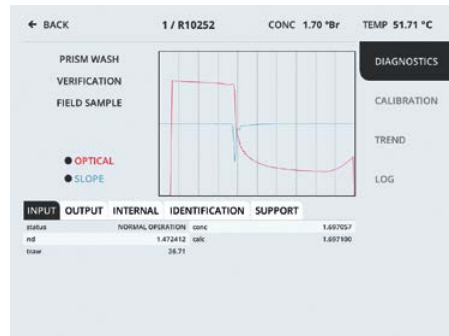 ← BACK 1 / R10252 CONC 1.70 °Br TEMP 51.71 °C
PRISM WASH
VERIFICATION
FIELD SAMPLE
OPTICAL
SLOPE
DIAGNOSTICS
CALIBRATION
TREND
LOG
INPUT OUTPUT INTERNAL IDENTIFICATION SUPPORT
status NORMAL OPERATION conc 1.697057
nd 1.472412 calc 1.697100
36.71